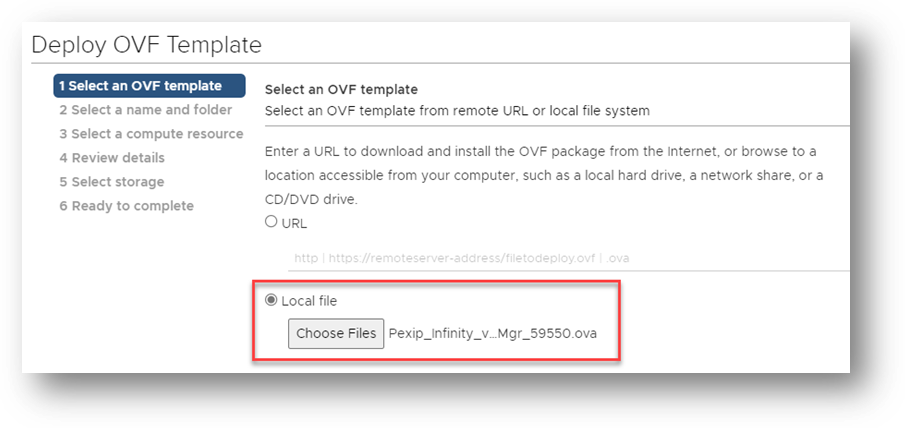 Deploy OVF Template
1 Select an OVF template
2 Select a name and folder
3 Select a compute resource
4 Review details
5 Select storage
6 Ready to complete
Select an OVF template
Select an OVF template from remote URL or local file system
Enter a URL to download and install the OVF package from the Internet, or browse to a
location accessible from your computer, such as a local hard drive, a network share, or a
CD/DVD drive.
URL
http | https://remoteserver-address/filetodeploy.ovf | .ova
Local file
Choose Files Pexip_Infinity_v...Mgr_59550.ova